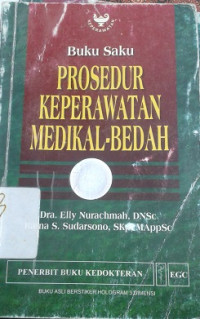 KEPERAWATAN
Buku Saku
PROSEDUR
KEPERAWATAN
MEDIKAL-BEDAH
Dra. Elly Nurachmah, DNSc
S. Sudarsono, SKp, MAppSc
PENERBIT BUKU KEDOKTERAN EGC
BUKU ASLI BERSTIKER HOLOGRAM 3 DIMENSI